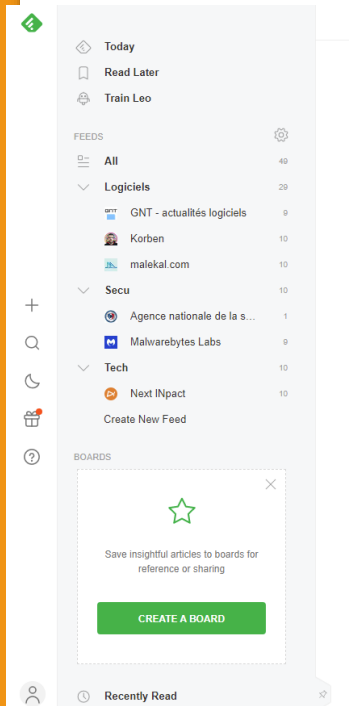 Today
Read Later
Train Leo
FEEDS
All 49
Logiciels 29
GNT - actualités logiciels 9
Korben 10
malekal.com 10
Secu 10
Agence nationale de la s... 1
Malwarebytes Labs 9
Tech 10
Next INpact 10
Create New Feed
BOARDS
Save insightful articles to boards for
reference or sharing
CREATE A BOARD
Recently Read